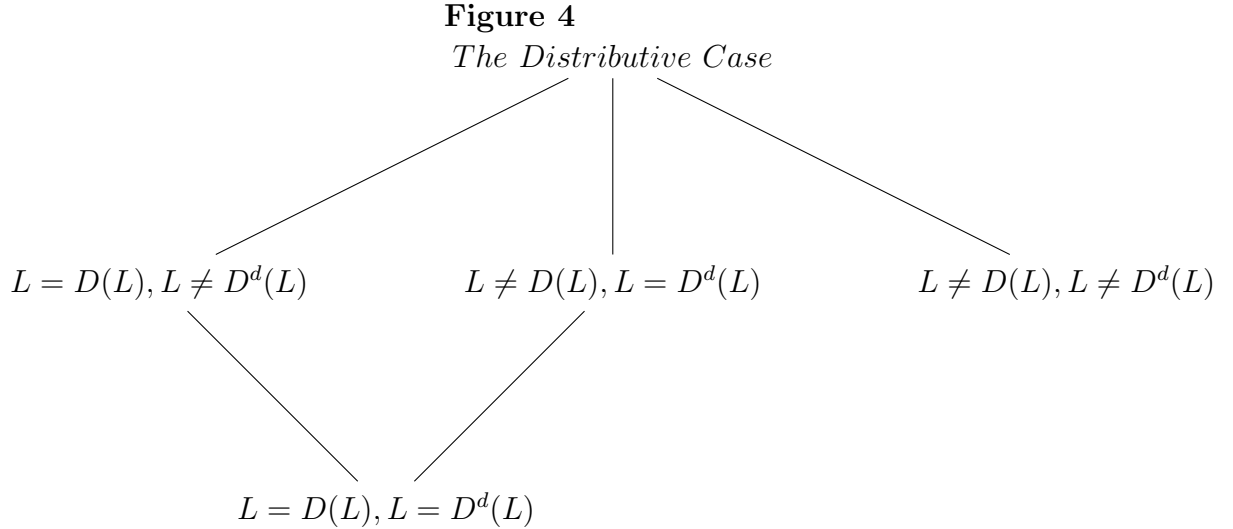 Figure 4
The Distributive Case
L = D(L), L ≠ D^d(L)
L ≠ D(L), L = D^d(L)
L ≠ D(L), L ≠ D^d(L)
L = D(L), L = D^d(L)